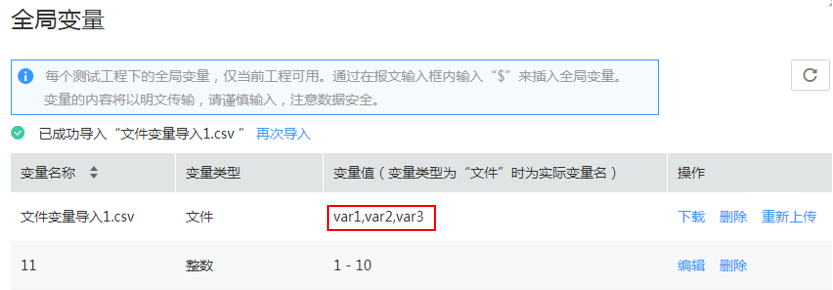 全局变量
每个测试工程下的全局变量，仅当前工程可用。通过在报文输入框内输入“$”来插入全局变量。
变量的内容将以明文传输，请谨慎输入，注意数据安全。
已成功导入“文件变量导入1.csv ” 再次导入
变量名称 变量类型 变量值（变量类型为“文件”时为实际变量名） 操作
文件变量导入1.csv 文件 var1,var2,var3 下载 删除 重新上传
11 整数 1 - 10 编辑 删除